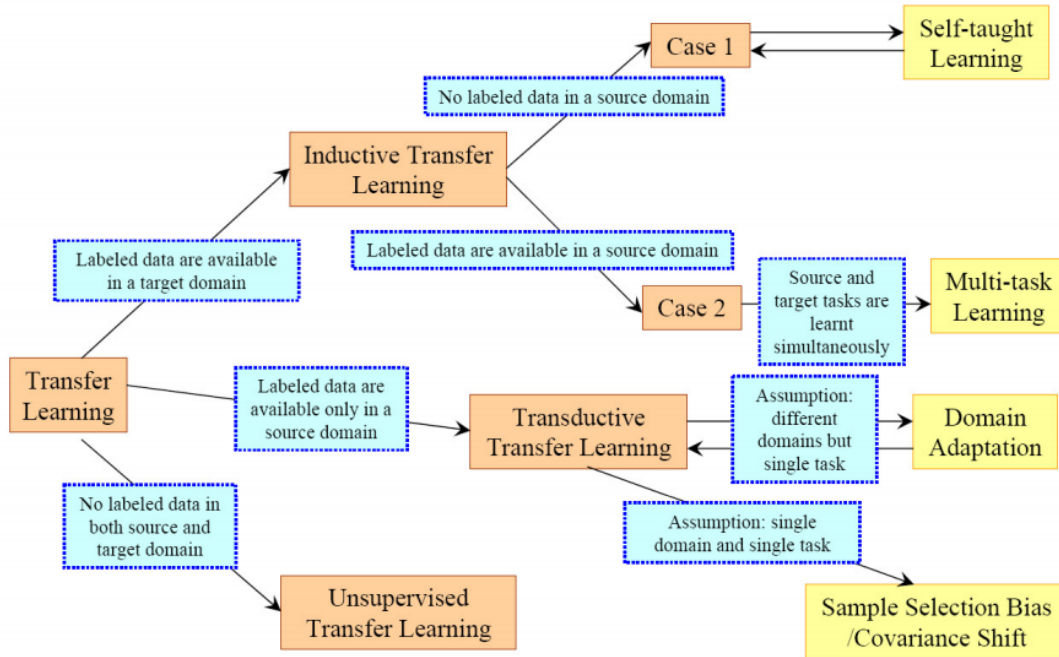 Self-taught
Learning
Case 1
No labeled data in a source domain
Inductive Transfer
Learning
Labeled data are available
in a target domain
Labeled data are available in a source domain
Case 2
Source and
target tasks are
learnt
simultaneously
Multi-task
Learning
Transfer
Learning
Labeled data are
available only in a
source domain
Transductive
Transfer Learning
Assumption:
different
domains but
single task
Domain
Adaptation
No labeled data in
both source and
target domain
Assumption: single
domain and single task
Unsupervised
Transfer Learning
Sample Selection Bias
/Covariance Shift